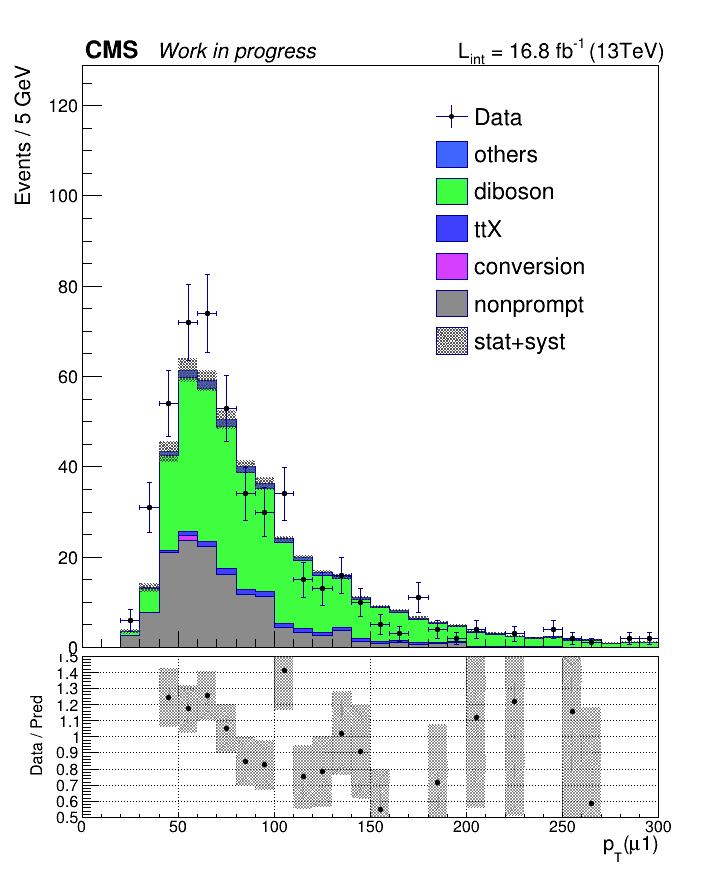 CMS Work in progress L_int = 16.8 fb^-1 (13TeV)
Events / 5 GeV
120
100
80
60
40
20
0
Data
others
diboson
ttX
conversion
nonprompt
stat+syst
Data / Pred
1.5
1.4
1.3
1.2
1.1
1
0.9
0.8
0.7
0.6
0.5
0 50 100 150 200 250 300
p_T(μ1)